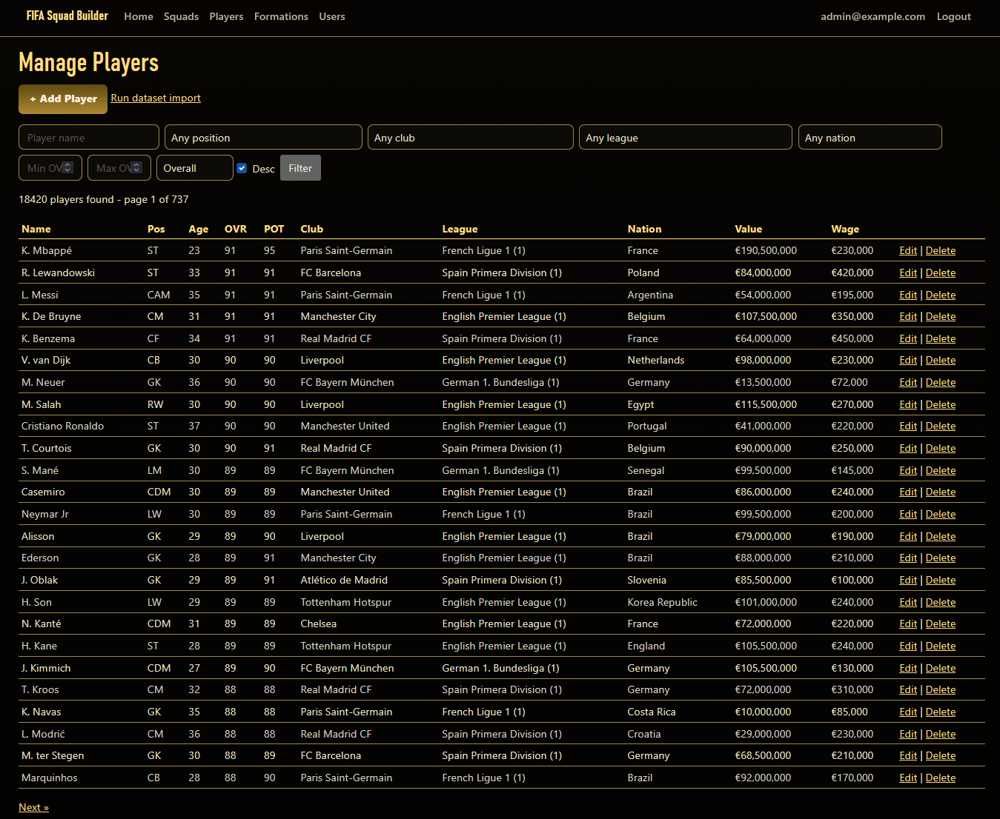 FIFA Squad Builder Home Squads Players Formations Users admin@example.com Logout
Manage Players
+ Add Player Run dataset import
Player name Any position Any club Any league Any nation
Min OV Max OV Overall Desc Filter
18420 players found - page 1 of 737
Name Pos Age OVR POT Club League Nation Value Wage
K. Mbappé ST 23 91 95 Paris Saint-Germain French Ligue 1 (1) France €190,500,000 €230,000 Edit | Delete
R. Lewandowski ST 33 91 91 FC Barcelona Spain Primera Division (1) Poland €84,000,000 €420,000 Edit | Delete
L. Messi CAM 35 91 91 Paris Saint-Germain French Ligue 1 (1) Argentina €54,000,000 €195,000 Edit | Delete
K. De Bruyne CM 31 91 91 Manchester City English Premier League (1) Belgium €107,500,000 €350,000 Edit | Delete
K. Benzema CF 34 91 91 Real Madrid CF Spain Primera Division (1) France €64,000,000 €450,000 Edit | Delete
V. van Dijk CB 30 90 90 Liverpool English Premier League (1) Netherlands €98,000,000 €230,000 Edit | Delete
M. Neuer GK 36 90 90 FC Bayern München German 1. Bundesliga (1) Germany €13,500,000 €72,000 Edit | Delete
M. Salah RW 30 90 90 Liverpool English Premier League (1) Egypt €115,500,000 €270,000 Edit | Delete
Cristiano Ronaldo ST 37 90 90 Manchester United English Premier League (1) Portugal €41,000,000 €220,000 Edit | Delete
T. Courtois GK 30 90 91 Real Madrid CF Spain Primera Division (1) Belgium €90,000,000 €250,000 Edit | Delete
S. Mané LM 30 89 89 FC Bayern München German 1. Bundesliga (1) Senegal €99,500,000 €145,000 Edit | Delete
Casemiro CDM 30 89 89 Manchester United English Premier League (1) Brazil €86,000,000 €240,000 Edit | Delete
Neymar Jr LW 30 89 89 Paris Saint-Germain French Ligue 1 (1) Brazil €99,500,000 €200,000 Edit | Delete
Alisson GK 29 89 90 Liverpool English Premier League (1) Brazil €79,000,000 €190,000 Edit | Delete
Ederson GK 28 89 91 Manchester City English Premier League (1) Brazil €88,000,000 €210,000 Edit | Delete
J. Oblak GK 29 89 91 Atlético de Madrid Spain Primera Division (1) Slovenia €85,500,000 €100,000 Edit | Delete
H. Son LW 29 89 89 Tottenham Hotspur English Premier League (1) Korea Republic €101,000,000 €240,000 Edit | Delete
N. Kanté CDM 31 89 89 Chelsea English Premier League (1) France €72,000,000 €220,000 Edit | Delete
H. Kane ST 28 89 89 Tottenham Hotspur English Premier League (1) England €105,500,000 €240,000 Edit | Delete
J. Kimmich CDM 27 89 90 FC Bayern München German 1. Bundesliga (1) Germany €105,500,000 €130,000 Edit | Delete
T. Kroos CM 32 88 88 Real Madrid CF Spain Primera Division (1) Germany €72,000,000 €310,000 Edit | Delete
K. Navas GK 35 88 88 Paris Saint-Germain French Ligue 1 (1) Costa Rica €10,000,000 €85,000 Edit | Delete
L. Modrić CM 36 88 88 Real Madrid CF Spain Primera Division (1) Croatia €29,000,000 €230,000 Edit | Delete
M. ter Stegen GK 30 88 89 FC Barcelona Spain Primera Division (1) Germany €68,500,000 €210,000 Edit | Delete
Marquinhos CB 28 88 90 Paris Saint-Germain French Ligue 1 (1) Brazil €92,000,000 €170,000 Edit | Delete
Next »